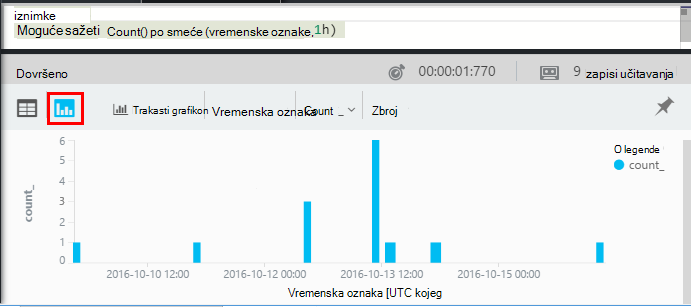 iznimke
Moguće sažeti Count() po smeće (vremenske oznake, 1h)
Dovršeno 00:00:01:770 9 zapisi učitavanja
Trakasti grafikon Vremenska oznaka Count _ Zbroj
6
5
4
3
2
1
0
count_
O legende
count_
2016-10-10 12:00 2016-10-12 00:00 2016-10-13 12:00 2016-10-15 00:00
Vremenska oznaka [UTC kojeg